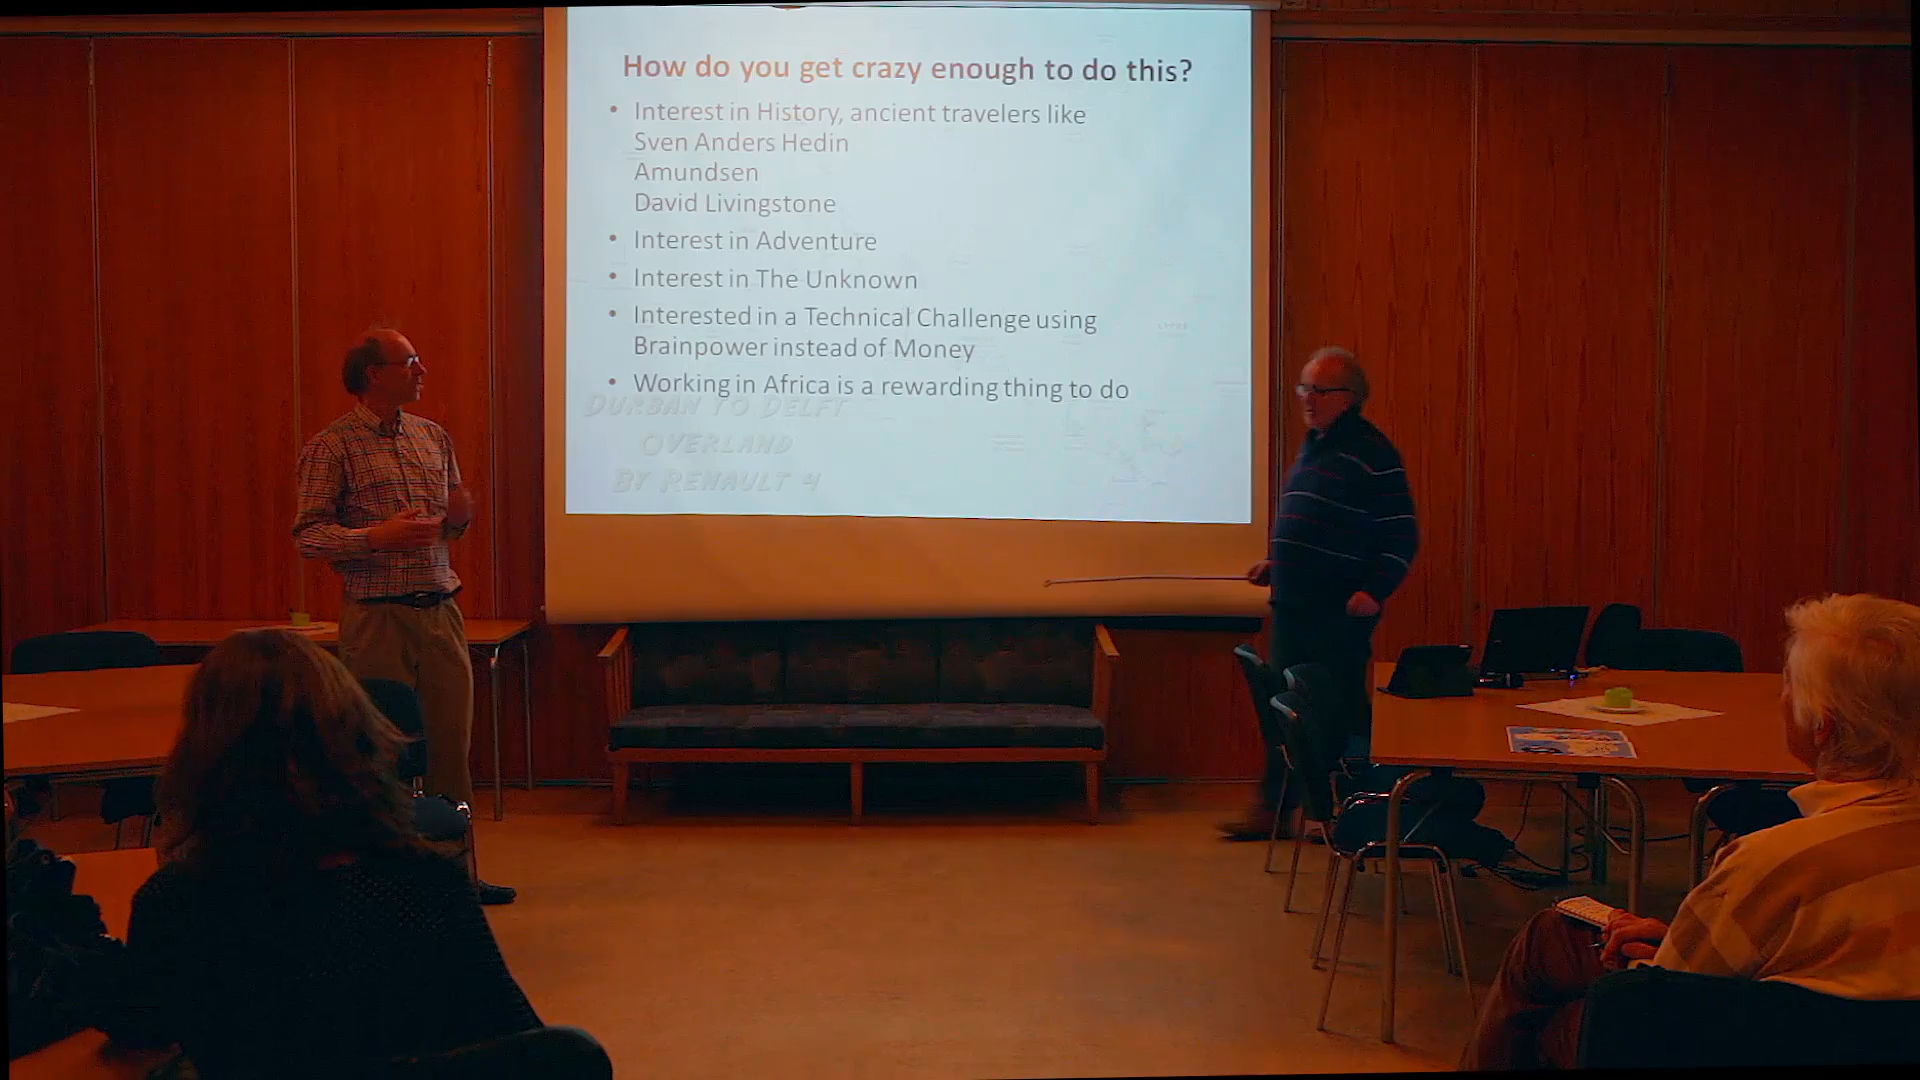 How do you get crazy enough to do this?
• Interest in History, ancient travelers like
Sven Anders Hedin
Amundsen
David Livingstone
• Interest in Adventure
• Interest in The Unknown
• Interested in a Technical Challenge using
Brainpower instead of Money
• Working in Africa is a rewarding thing to do
DURBAN TO DELFT
OVERLAND
BY RENAULT 4